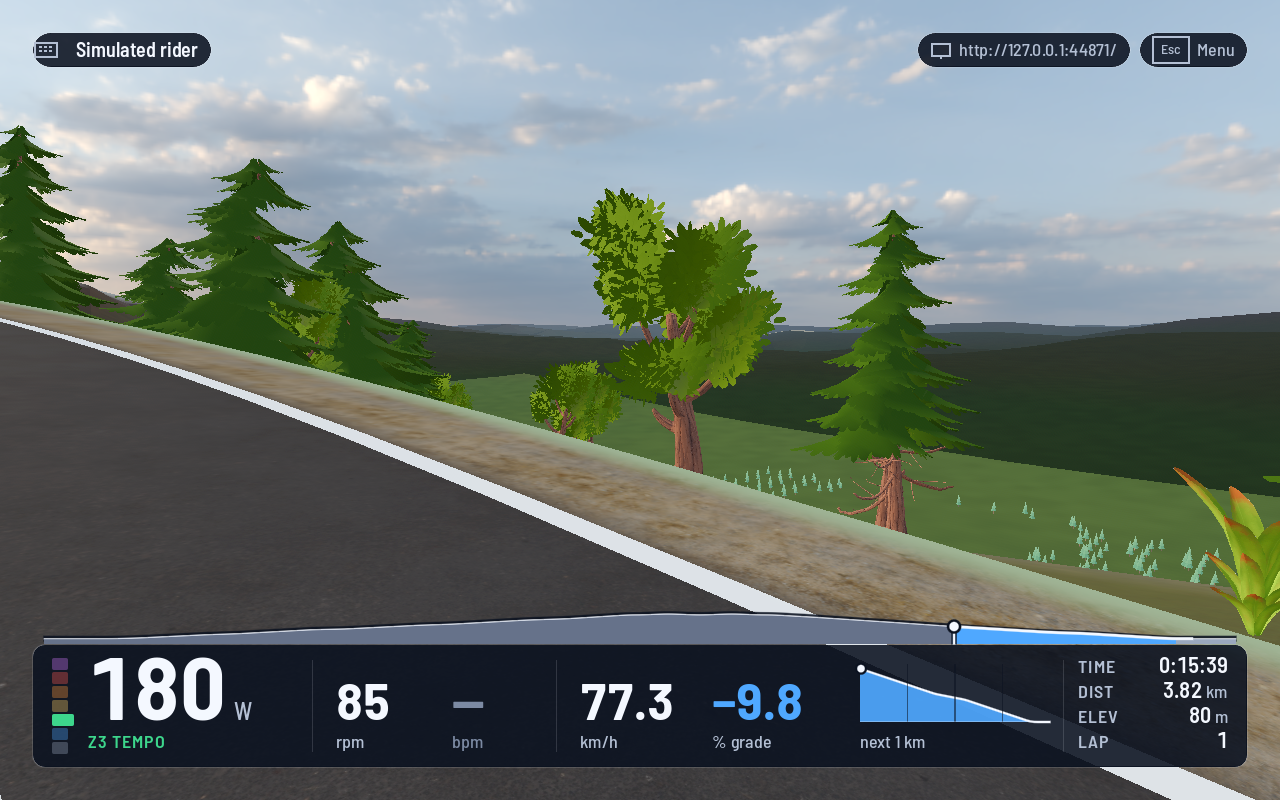 Simulated rider
http://127.0.0.1:44871/
Esc Menu
180 W
Z3 TEMPO
85
rpm
—
bpm
77.3
km/h
−9.8
% grade
next 1 km
TIME 0:15:39
DIST 3.82 km
ELEV 80 m
LAP 1